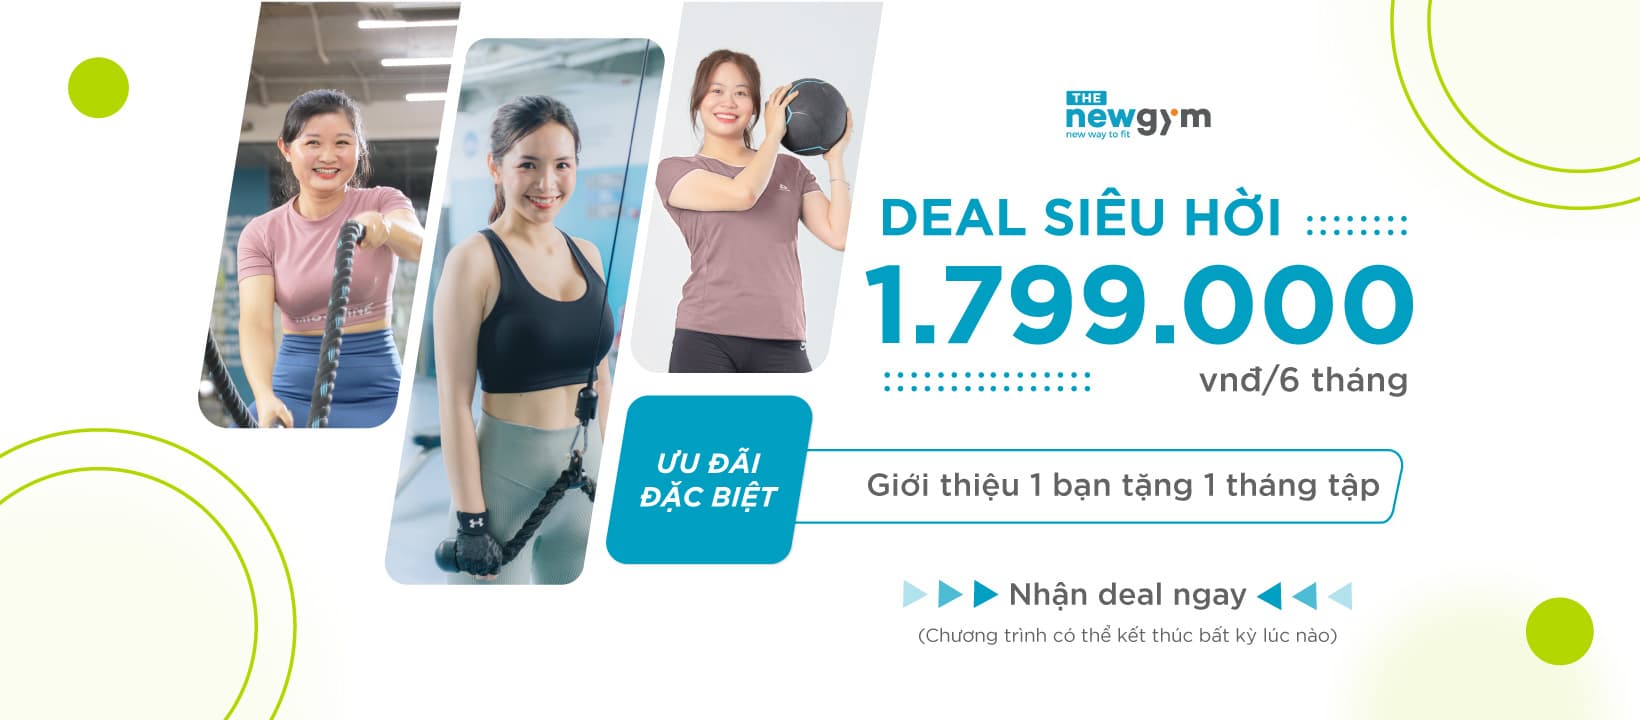 THE
newgym
new way to fit
DEAL SIÊU HỜI
1.799.000
vnđ/6 tháng
ƯU ĐÃI
ĐẶC BIỆT
Giới thiệu 1 bạn tặng 1 tháng tập
Nhận deal ngay
(Chương trình có thể kết thúc bất kỳ lúc nào)